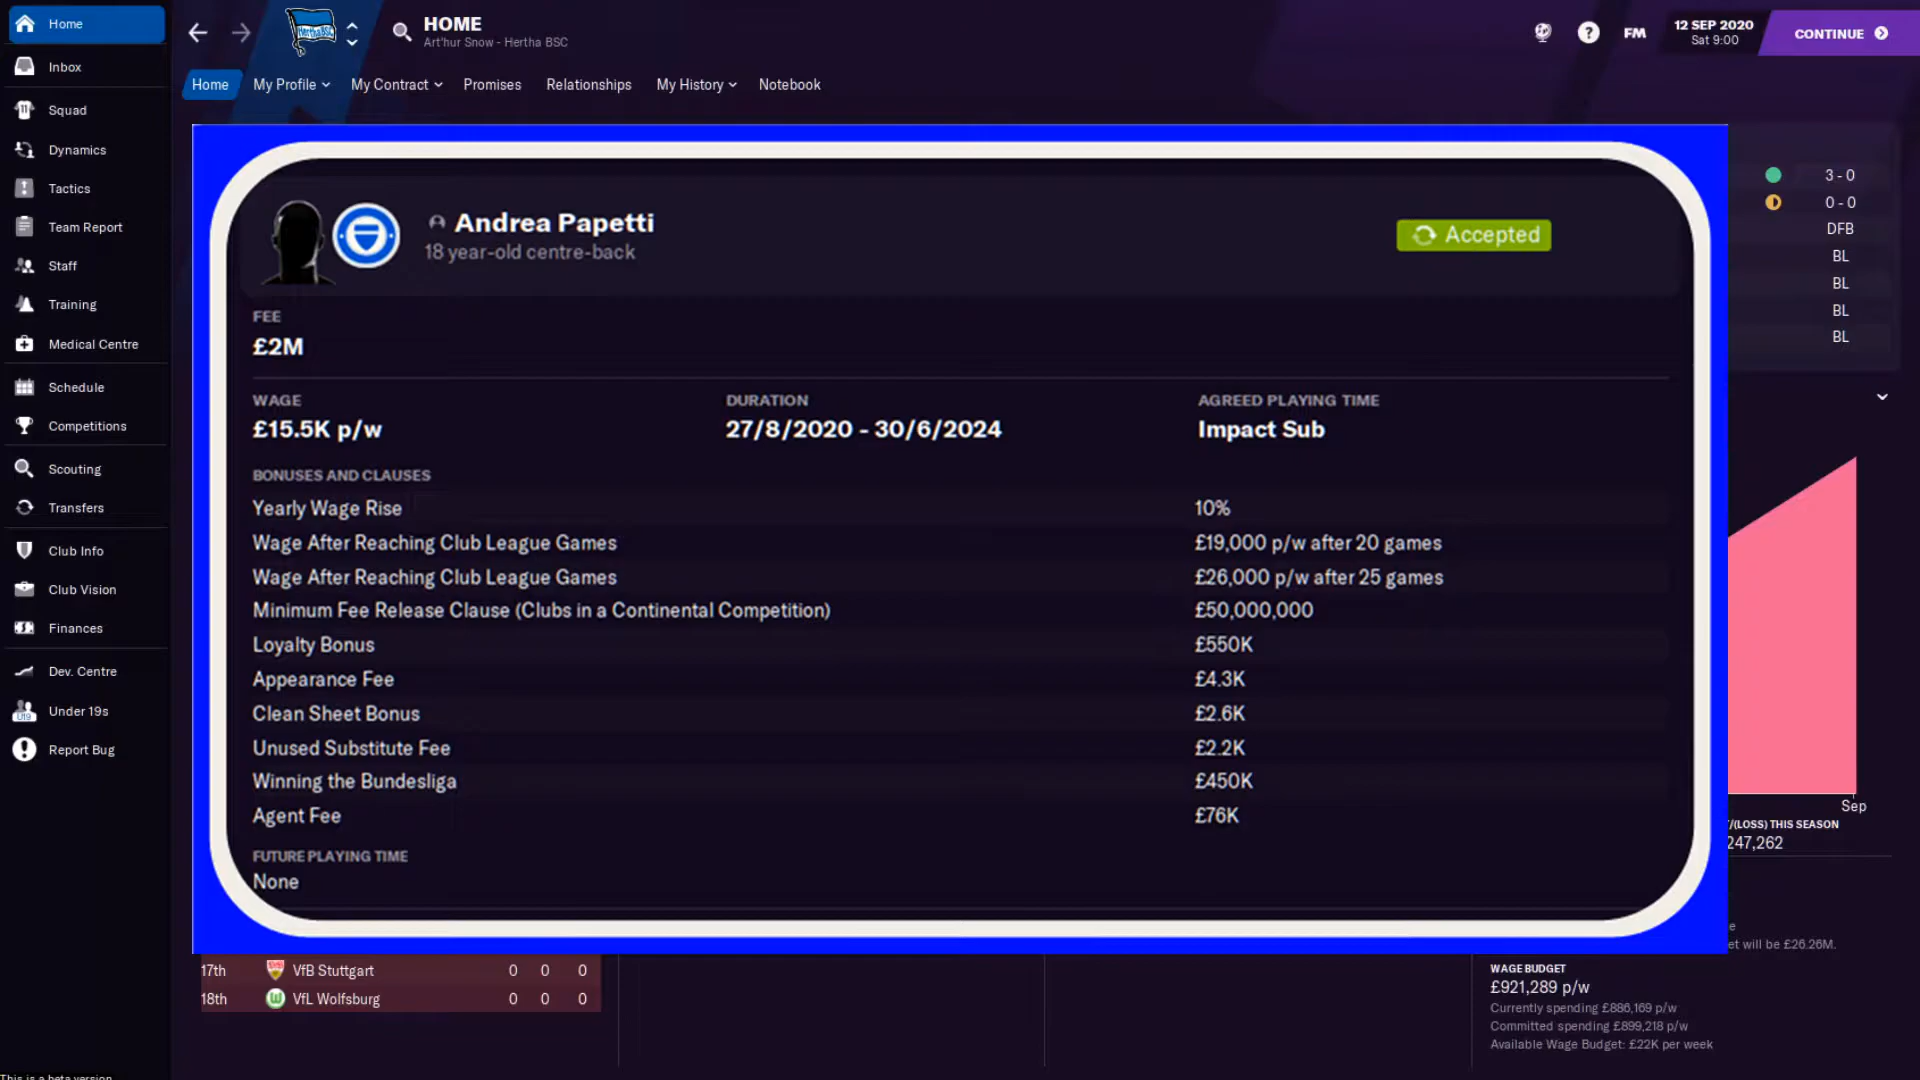 Home
Inbox
Squad
Dynamics
Tactics
Team Report
Staff
Training
Medical Centre
Schedule
Competitions
Scouting
Transfers
Club Info
Club Vision
Finances
Dev. Centre
Under 19s
Report Bug
This is a beta version
HOME
Art'hur Snow - Hertha BSC
FM
12 SEP 2020
Sat 9:00
CONTINUE
Home My Profile My Contract Promises Relationships My History Notebook
Andrea Papetti
18 year-old centre-back
Accepted
FEE
£2M
WAGE DURATION AGREED PLAYING TIME
£15.5K p/w 27/8/2020 - 30/6/2024 Impact Sub
BONUSES AND CLAUSES
Yearly Wage Rise 10%
Wage After Reaching Club League Games £19,000 p/w after 20 games
Wage After Reaching Club League Games £26,000 p/w after 25 games
Minimum Fee Release Clause (Clubs in a Continental Competition) £50,000,000
Loyalty Bonus £550K
Appearance Fee £4.3K
Clean Sheet Bonus £2.6K
Unused Substitute Fee £2.2K
Winning the Bundesliga £450K
Agent Fee £76K
FUTURE PLAYING TIME
None
3 - 0
0 - 0
DFB
BL
BL
BL
BL
Sep
/(LOSS) THIS SEASON
247,262
e
et will be £26.26M.
17th VfB Stuttgart 0 0 0
18th VfL Wolfsburg 0 0 0
WAGE BUDGET
£921,289 p/w
Currently spending £886,169 p/w
Committed spending £899,218 p/w
Available Wage Budget: £22K per week